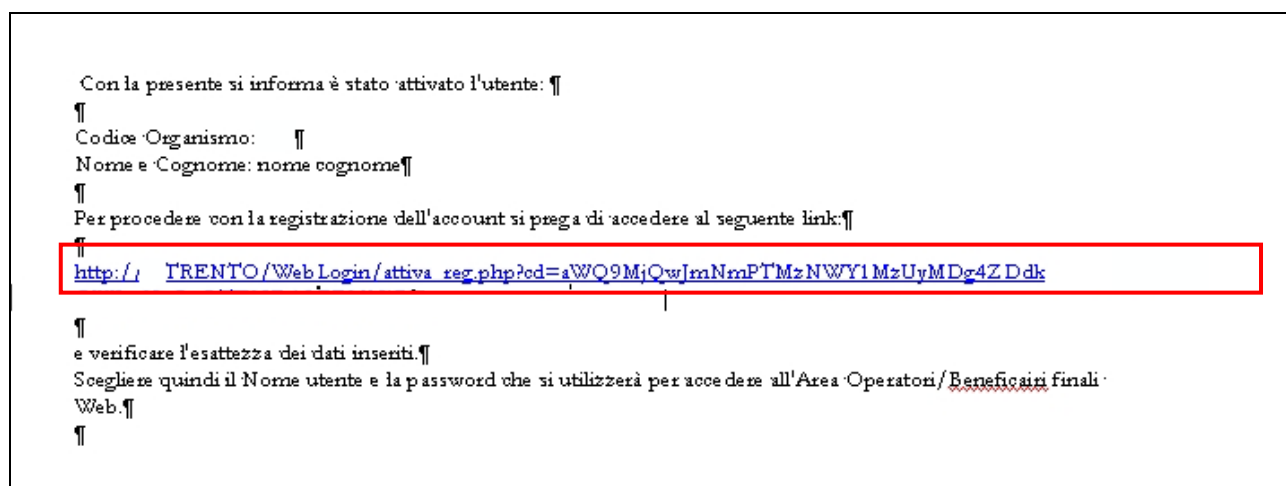 Con la presente si informa è stato attivato l'utente: ¶
¶
Codice Organismo: ¶
Nome e Cognome: nome cognome¶
¶
Per procedere con la registrazione dell'account si prega di accedere al seguente link:¶
¶
http:// TRENTO/WebLogin/attiva_reg.php?cd=aWQ9MjQwJmNmPTMzNWY1MzUyMDg4ZDdk
¶
e verificare l'esattezza dei dati inseriti.¶
Scegliere quindi il Nome utente e la password che si utilizzerà per accedere all'Area Operatori/Beneficairi finali
Web.¶
¶